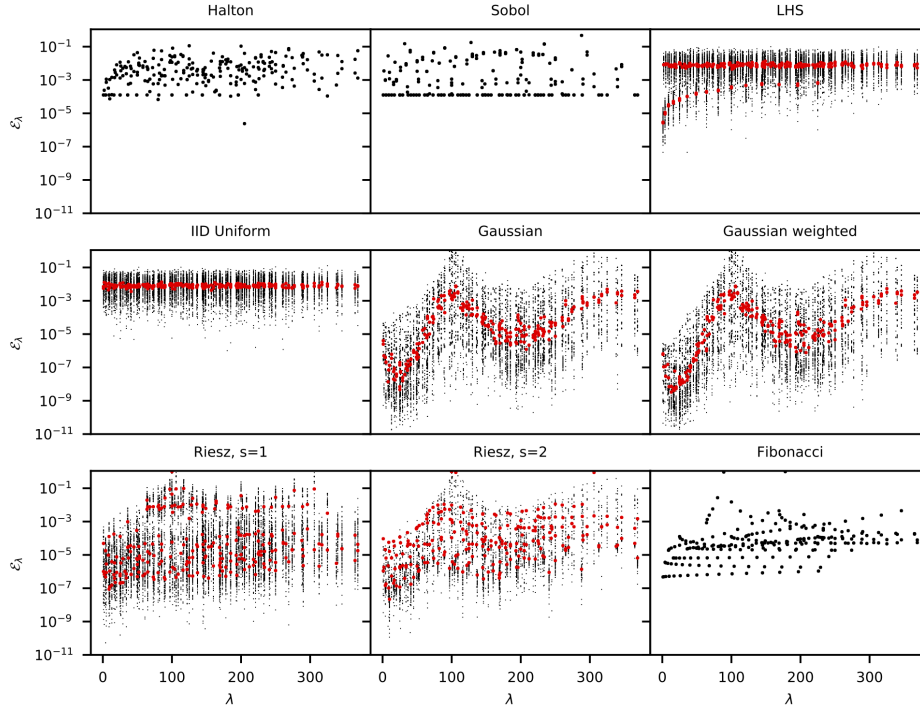 Halton Sobol LHS
10⁻¹
10⁻³
10⁻⁵
ℰ_λ
10⁻⁷
10⁻⁹
10⁻¹¹
IID Uniform Gaussian Gaussian weighted
10⁻¹
10⁻³
10⁻⁵
ℰ_λ
10⁻⁷
10⁻⁹
10⁻¹¹
Riesz, s=1 Riesz, s=2 Fibonacci
10⁻¹
10⁻³
10⁻⁵
ℰ_λ
10⁻⁷
10⁻⁹
10⁻¹¹
0 100 200 300 0 100 200 300 0 100 200 300
λ λ λ